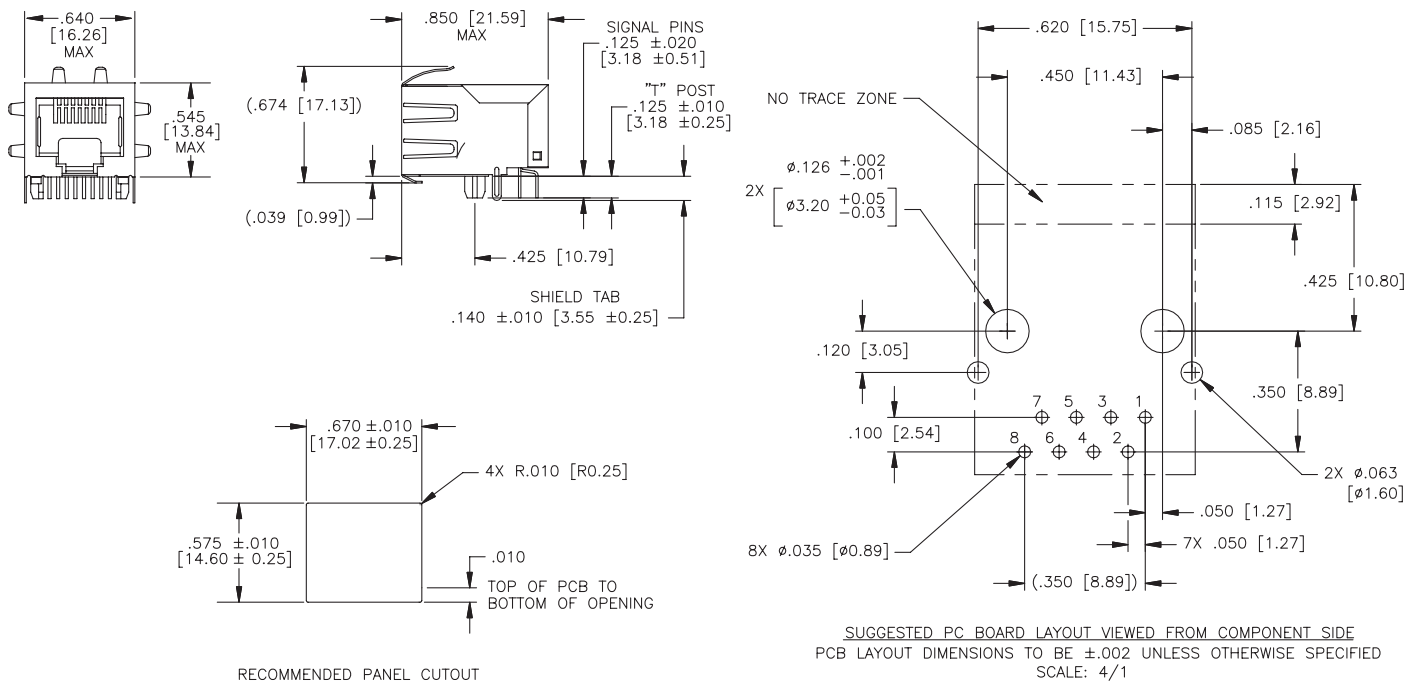 .640
[16.26]
MAX
.545
[13.84]
MAX
.850 [21.59]
MAX
(.674 [17.13])
(.039 [0.99])
SIGNAL PINS
.125 ±.020
[3.18 ±0.51]
"T" POST
.125 ±.010
[3.18 ±0.25]
.425 [10.79]
SHIELD TAB
.140 ±.010 [3.55 ±0.25]
.670 ±.010
[17.02 ±0.25]
4X R.010 [R0.25]
.575 ±.010
[14.60 ± 0.25]
.010
TOP OF PCB TO
BOTTOM OF OPENING
RECOMMENDED PANEL CUTOUT
.620 [15.75]
.450 [11.43]
NO TRACE ZONE
.085 [2.16]
2X
ø.126 +.002
-.001
[ø3.20 +0.05
-0.03]
.115 [2.92]
.425 [10.80]
.120 [3.05]
.350 [8.89]
7 5 3 1
.100 [2.54]
8 6 4 2
2X ø.063
[ø1.60]
.050 [1.27]
8X ø.035 [ø0.89]
7X .050 [1.27]
(.350 [8.89])
SUGGESTED PC BOARD LAYOUT VIEWED FROM COMPONENT SIDE
PCB LAYOUT DIMENSIONS TO BE ±.002 UNLESS OTHERWISE SPECIFIED
SCALE: 4/1